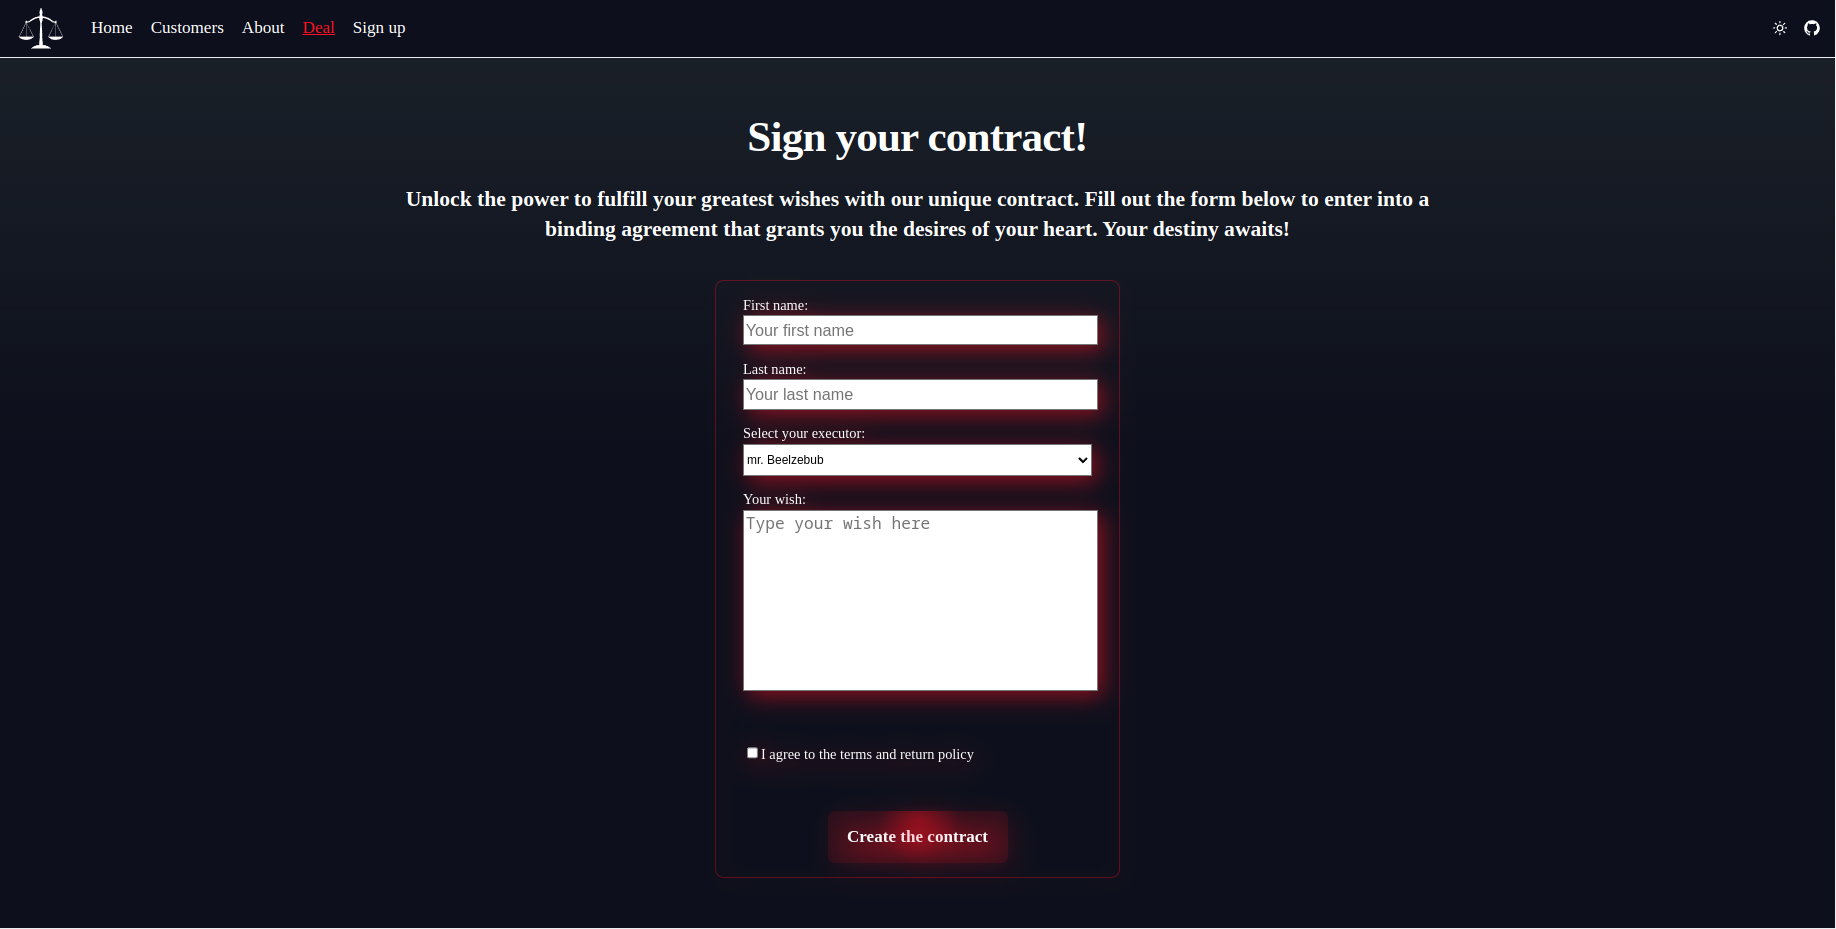 Home Customers About Deal Sign up
Sign your contract!
Unlock the power to fulfill your greatest wishes with our unique contract. Fill out the form below to enter into a
binding agreement that grants you the desires of your heart. Your destiny awaits!
First name:
Your first name
Last name:
Your last name
Select your executor:
mr. Beelzebub
Your wish:
Type your wish here
I agree to the terms and return policy
Create the contract